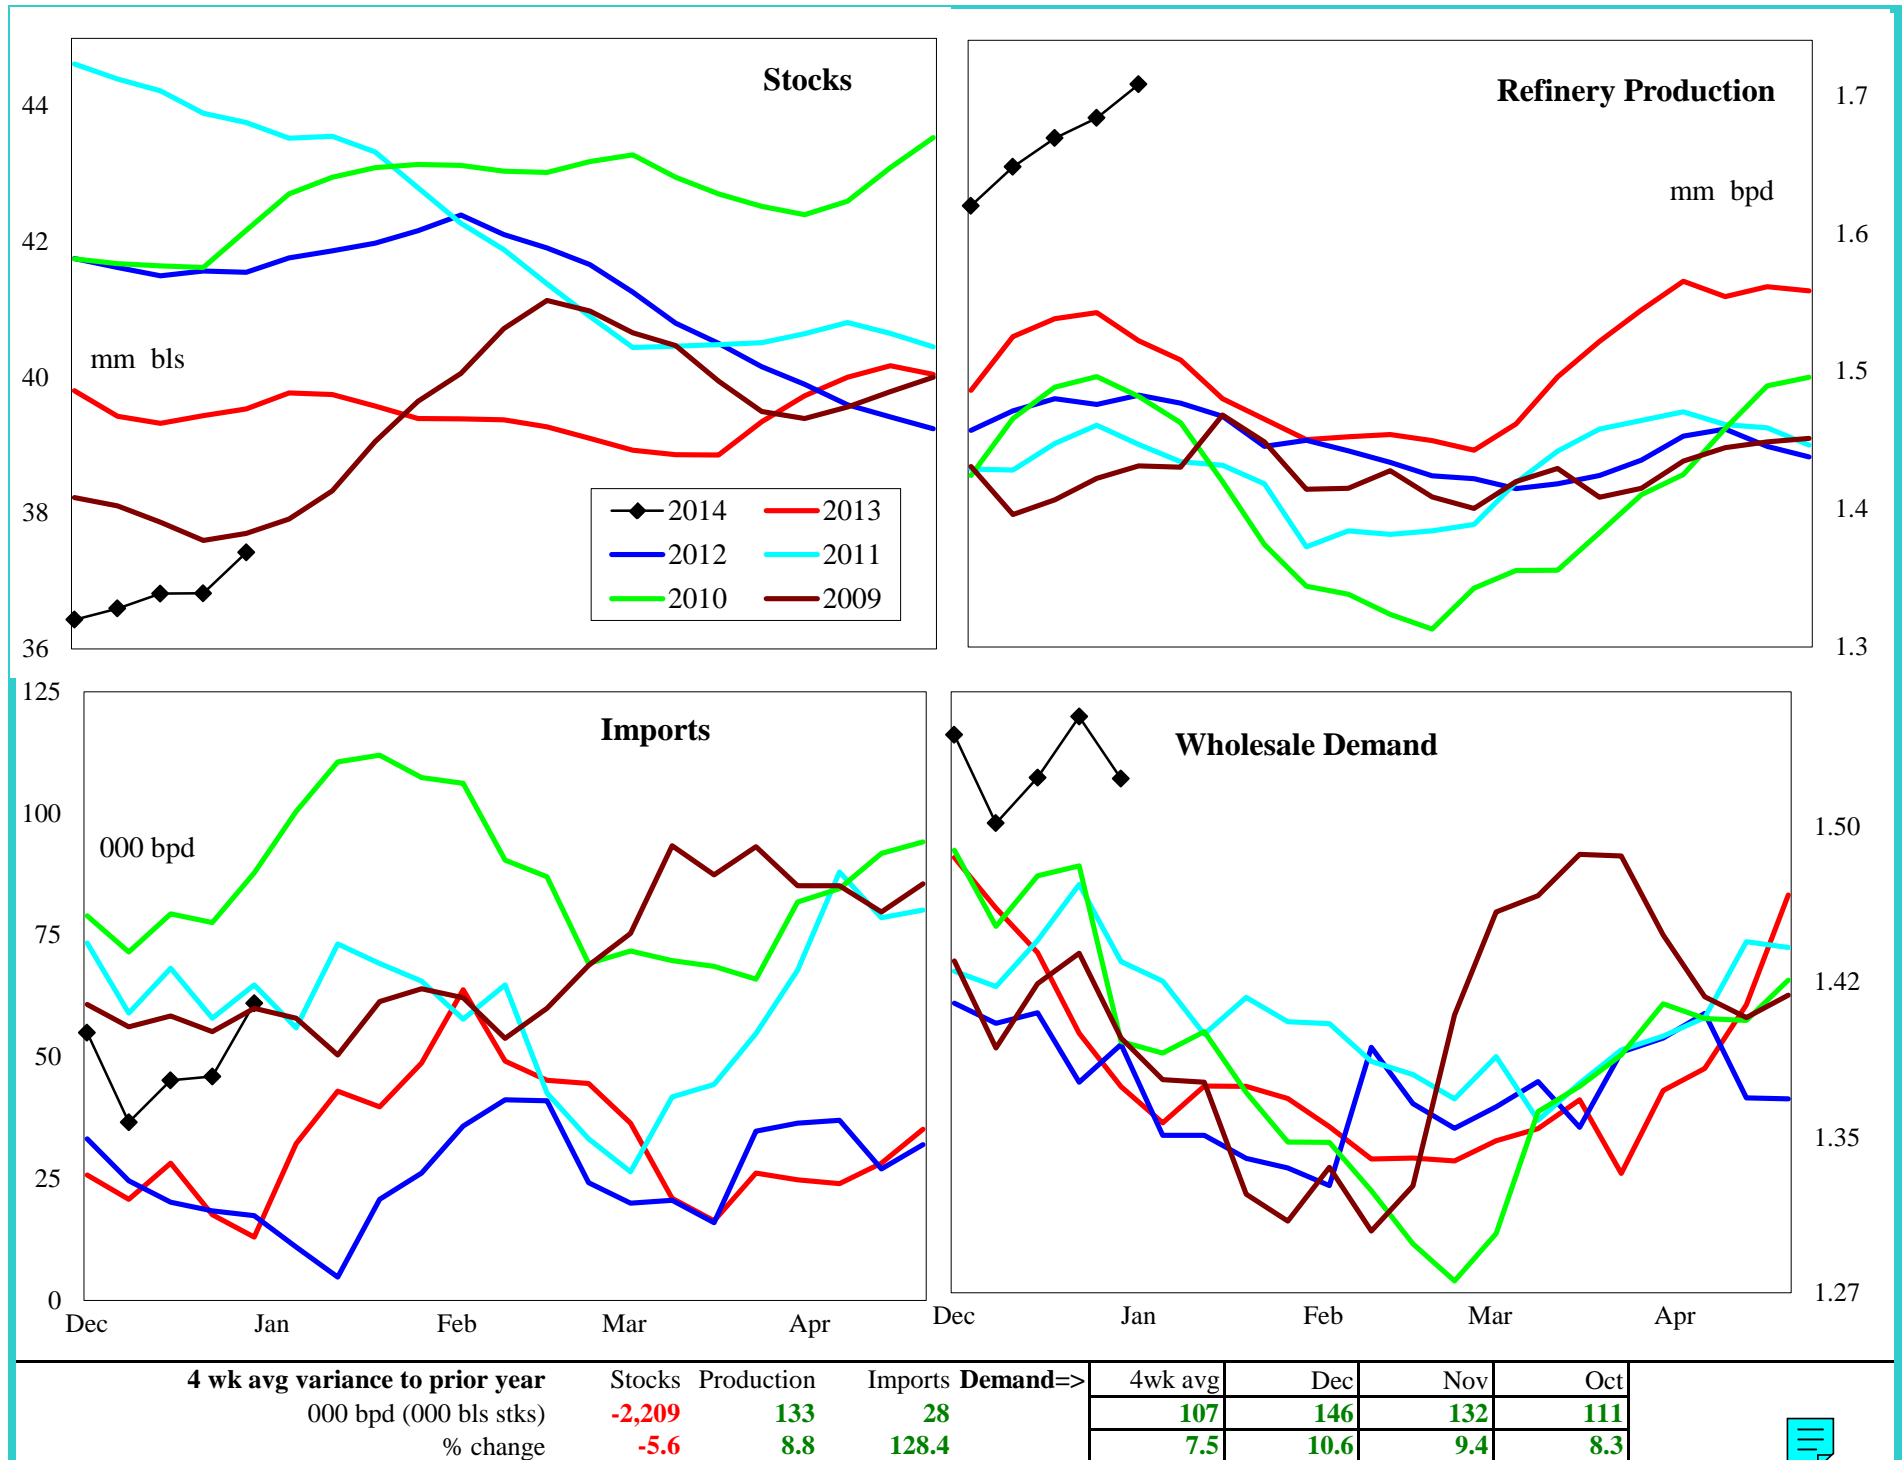 Stocks
44
42
40
38
36
mm bls
2014 2013
2012 2011
2010 2009
Refinery Production
mm bpd
1.7
1.6
1.5
1.4
1.3
Imports
125
100
75
50
25
0
000 bpd
Dec Jan Feb Mar Apr
Wholesale Demand
1.50
1.42
1.35
1.27
Dec Jan Feb Mar Apr
4 wk avg variance to prior year Stocks Production Imports Demand=> 4wk avg Dec Nov Oct
000 bpd (000 bls stks) -2,209 133 28 107 146 132 111
% change -5.6 8.8 128.4 7.5 10.6 9.4 8.3